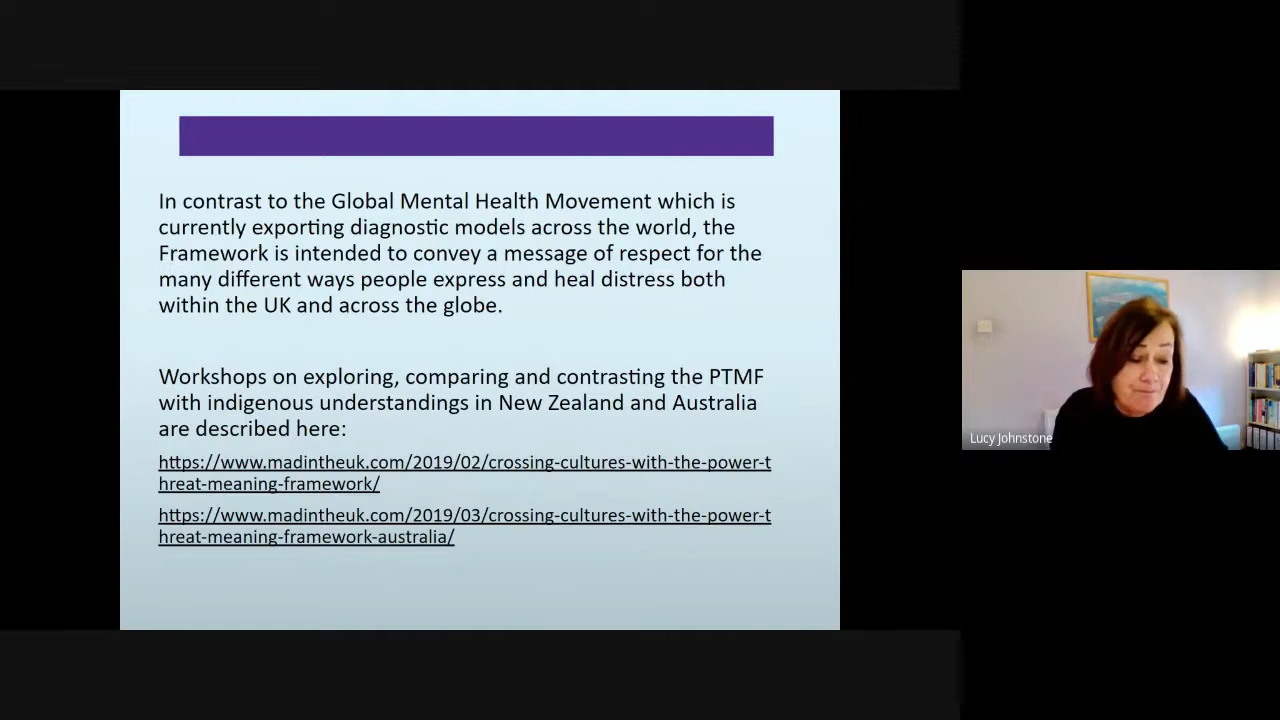 In contrast to the Global Mental Health Movement which is
currently exporting diagnostic models across the world, the
Framework is intended to convey a message of respect for the
many different ways people express and heal distress both
within the UK and across the globe.
Workshops on exploring, comparing and contrasting the PTMF
with indigenous understandings in New Zealand and Australia
are described here:
https://www.madintheuk.com/2019/02/crossing-cultures-with-the-power-t
hreat-meaning-framework/
https://www.madintheuk.com/2019/03/crossing-cultures-with-the-power-t
hreat-meaning-framework-australia/
Lucy Johnstone